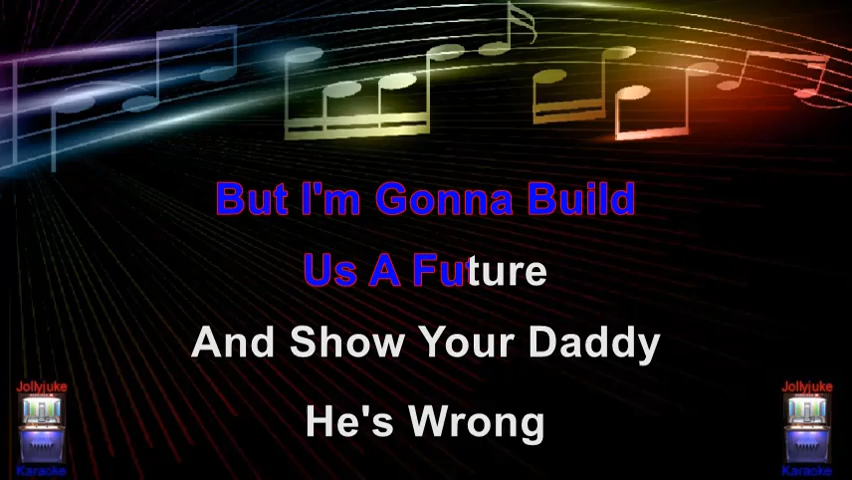 But I'm Gonna Build
Us A Future
And Show Your Daddy
He's Wrong
Jollyjuke
Karaoke
Jollyjuke
Karaoke